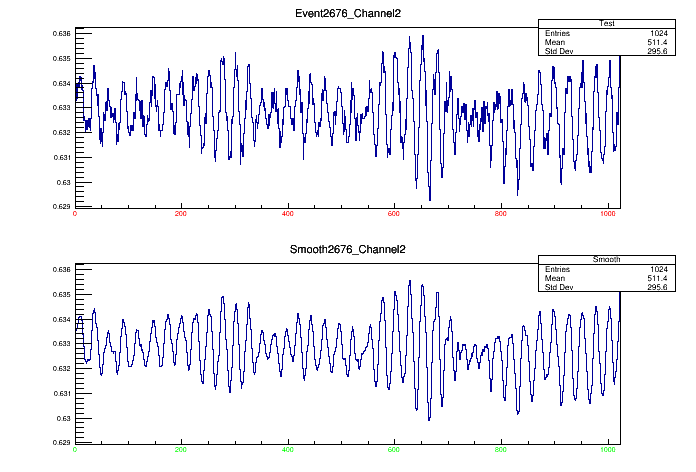 Event2676_Channel2
Test
Entries 1024
Mean 511.4
Std Dev 295.6
0.636
0.635
0.634
0.633
0.632
0.631
0.63
0.629
0 200 400 600 800 1000
Smooth2676_Channel2
Smooth
Entries 1024
Mean 511.4
Std Dev 295.6
0.636
0.635
0.634
0.633
0.632
0.631
0.63
0.629
0 200 400 600 800 1000